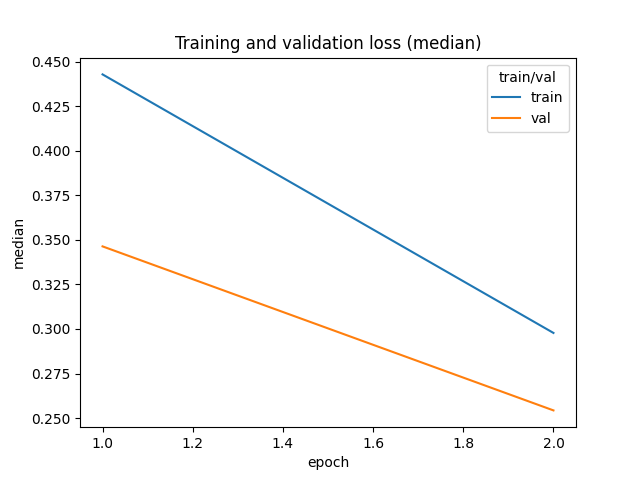 Training and validation loss (median)
0.450
0.425
0.400
0.375
0.350
0.325
0.300
0.275
0.250
median
train/val
train
val
1.0 1.2 1.4 1.6 1.8 2.0
epoch